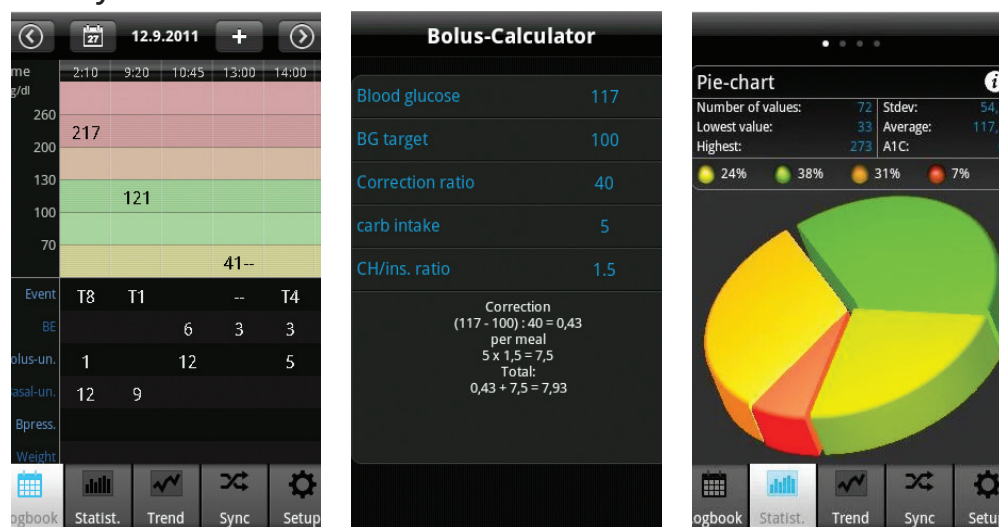 27 12.9.2011 +
me 2:10 9:20 10:45 13:00 14:00
g/dl
260
217
200
130
121
100
70
41--
Event T8 T1 -- T4
BE 6 3 3
olus-un. 1 12 5
asal-un. 12 9
Bpress.
Weight
ogbook Statist. Trend Sync Setup
Bolus-Calculator
Blood glucose 117
BG target 100
Correction ratio 40
carb intake 5
CH/ins. ratio 1.5
Correction
(117 - 100) : 40 = 0,43
per meal
5 x 1,5 = 7,5
Total:
0,43 + 7,5 = 7,93
Pie-chart i
Number of values: 72 Stdev: 54,
Lowest value: 33 Average: 117,
Highest: 273 A1C:
24% 38% 31% 7%
ogbook Statist. Trend Sync Setu